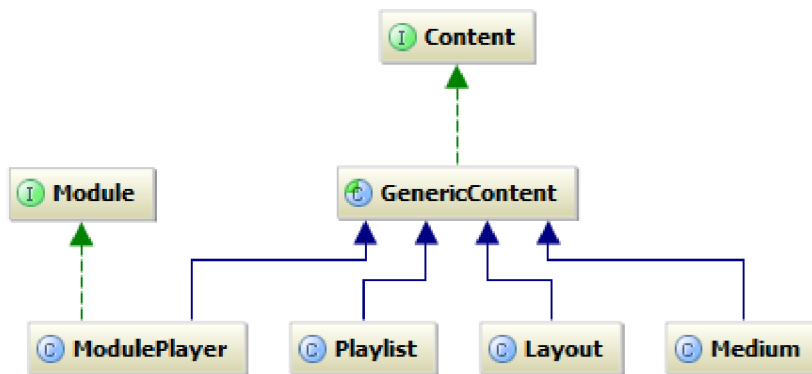 I Content
I Module
C GenericContent
C ModulePlayer
C Playlist
C Layout
C Medium